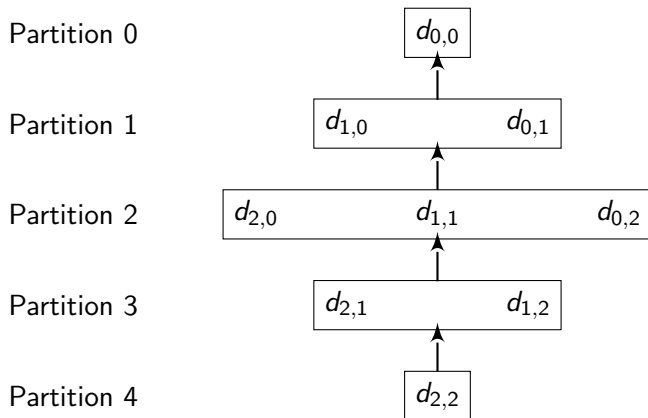 Partition 0 d0,0
Partition 1 d1,0 d0,1
Partition 2 d2,0 d1,1 d0,2
Partition 3 d2,1 d1,2
Partition 4 d2,2